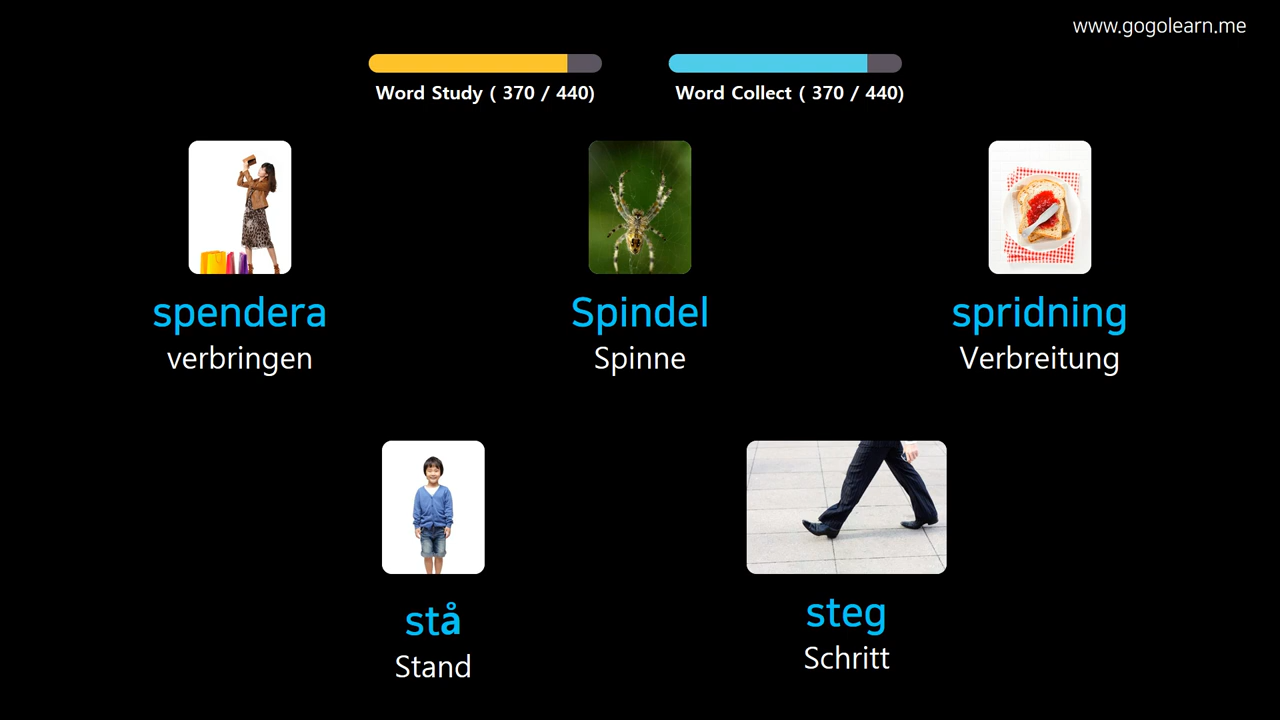 www.gogolearn.me
Word Study ( 370 / 440)
Word Collect ( 370 / 440)
spendera
verbringen
Spindel
Spinne
spridning
Verbreitung
stå
Stand
steg
Schritt